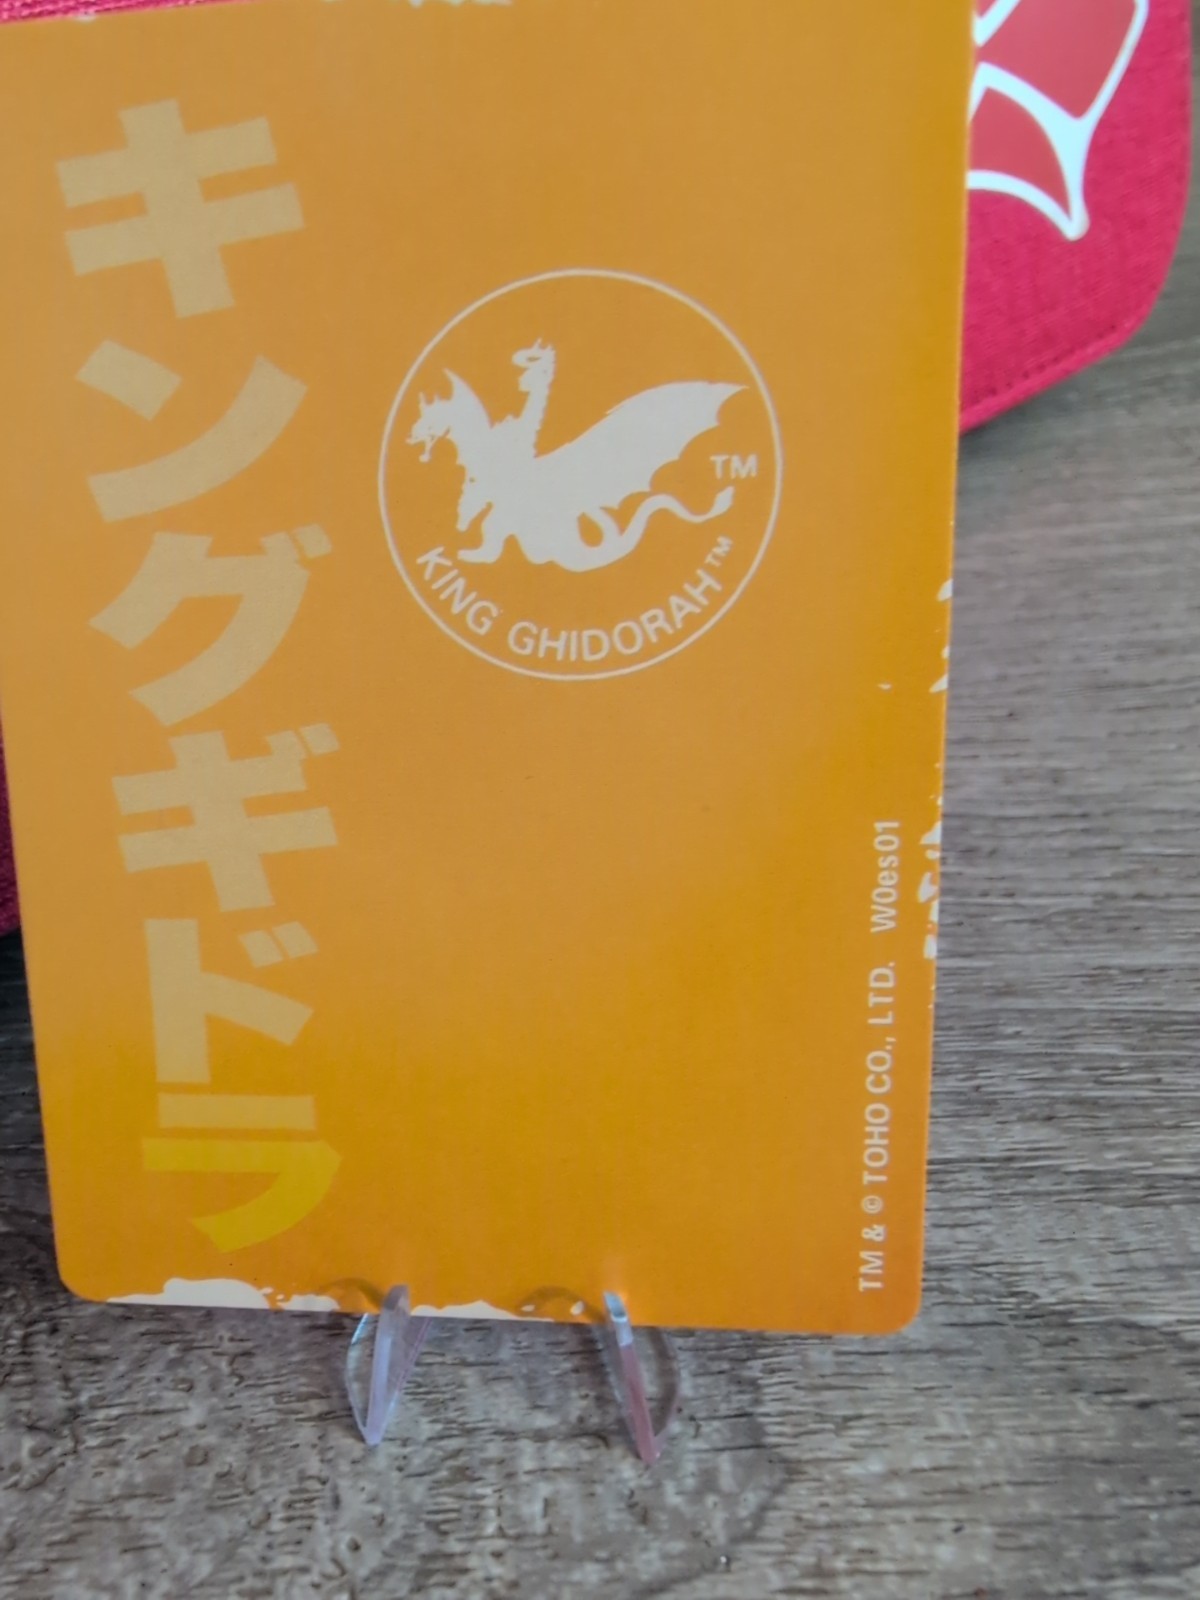 キングギドラ
TM
KING GHIDORAH™
TM & © TOHO CO., LTD. W0es01